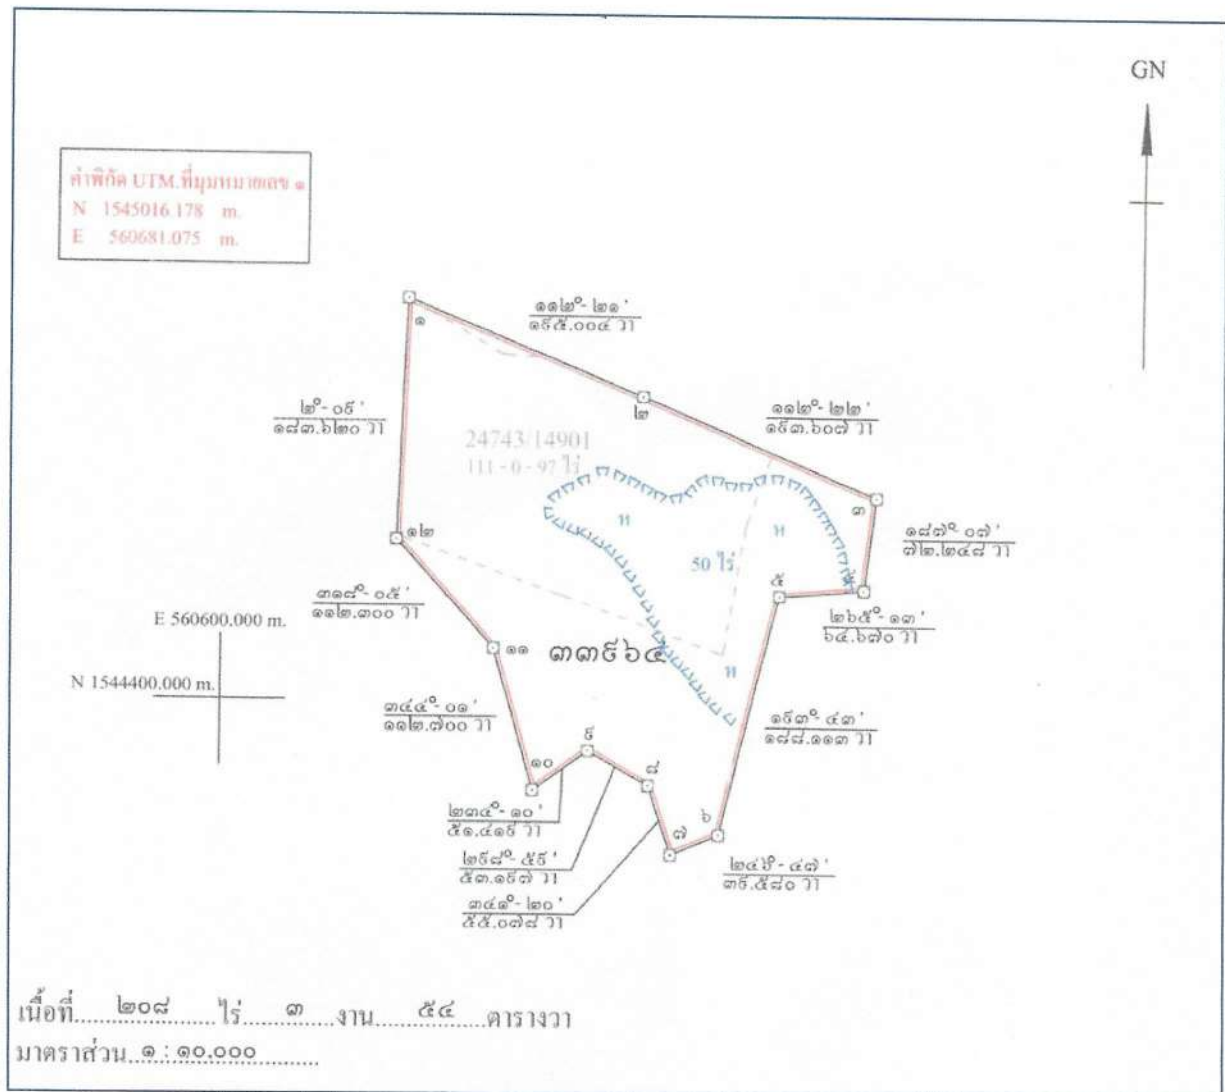 GN
ค่าพิกัด UTM.ที่มุมหมายเลข ๑
N 1545016.178 m.
E 560681.075 m.
๑๑๒°-๒๑'
๑๙๕.๐๐๔ วา
๑
๒
๒°-๐๙'
๑๘๓.๖๒๐ วา
๑๑๒°-๒๒'
๑๙๓.๖๐๗ วา
24743/14901
111-0-97 ไร่
๓
ห
ห
๑๘๗°-๐๗'
๗๒.๒๔๘ วา
๑๒
50 ไร่
๕
๔
๓๑๘°-๐๕'
๑๑๒.๓๐๐ วา
๒๖๕°-๑๓'
๖๔.๖๗๐ วา
E 560600.000 m.
๑๑
๓๓๙๖๔
ห
N 1544400.000 m.
๓๔๔°-๐๑'
๑๑๒.๗๐๐ วา
๑๙๓°-๔๓'
๑๘๘.๑๑๓ วา
๙
๑๐
๘
๒๓๔°-๑๐'
๕๑.๔๑๙ วา
๖
๗
๒๙๘°-๕๙'
๕๓.๑๙๗ วา
๒๔๖°-๔๗'
๓๙.๕๘๐ วา
๓๔๑°-๒๐'
๕๕.๐๗๘ วา
เนื้อที่ ๒๐๘ ไร่ ๓ งาน ๕๔ ตารางวา
มาตราส่วน ๑ : ๑๐.๐๐๐